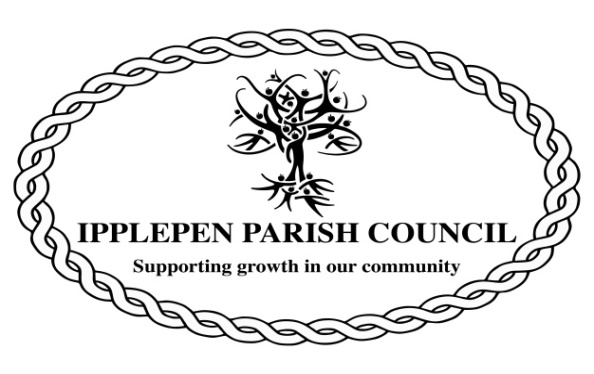 IPPLEPEN PARISH COUNCIL
Supporting growth in our community